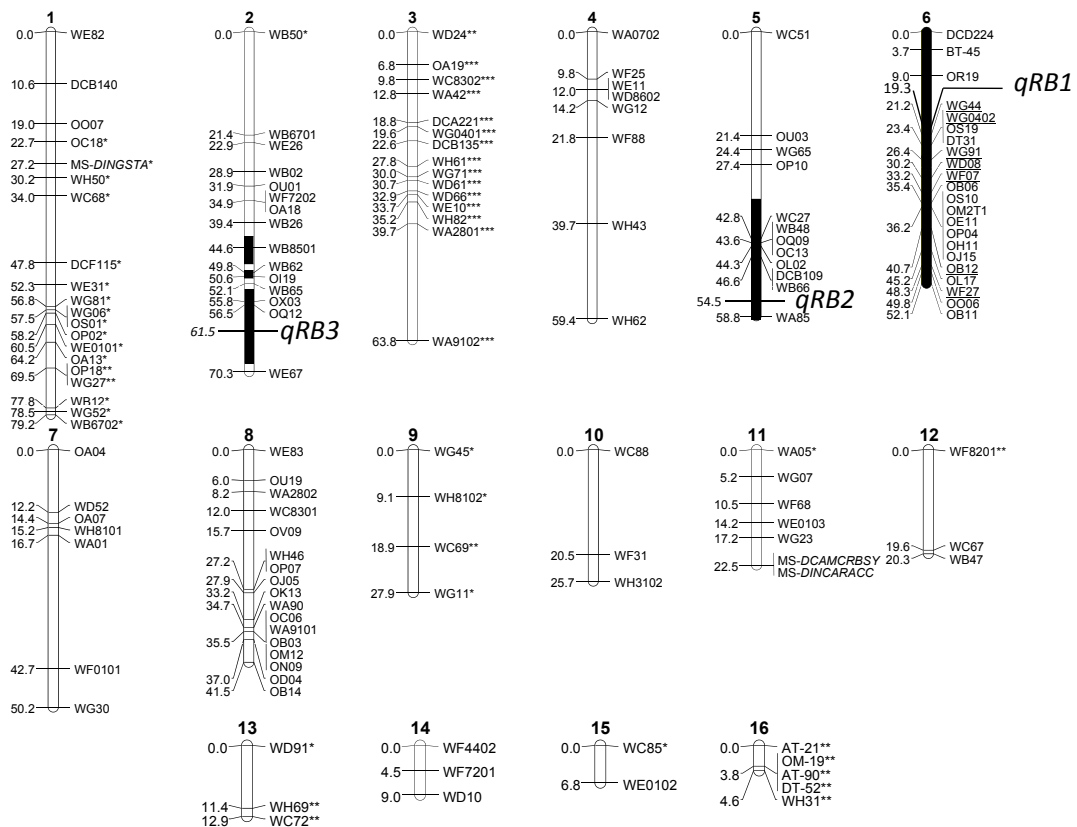 1
0.0 WE82
10.6 DCB140
19.0 OO07
22.7 OC18*
27.2 MS-DINGSTA*
30.2 WH50*
34.0 WC68*
47.8 DCF115*
52.3 WE31*
56.8 WG81*
57.5 WG06*
OS01*
58.2 OP02*
60.5 WE0101*
64.2 OA13*
69.5 OP18**
WG27**
77.8 WB12*
78.5 WG52*
79.2 WB6702*
2
0.0 WB50*
21.4 WB6701
22.9 WE26
28.9 WB02
31.9 OU01
34.9 WF7202
OA18
39.4 WB26
44.6 WB8501
49.8 WB62
50.6 OI19
52.1 WB65
55.8 OX03
56.5 OQ12
61.5 qRB3
70.3 WE67
3
0.0 WD24**
6.8 OA19***
9.8 WC8302***
12.8 WA42***
18.8 DCA221***
19.6 WG0401***
22.6 DCB135***
27.8 WH61***
30.0 WG71***
30.7 WD61***
32.9 WD66***
33.7 WE10***
35.2 WH82***
39.7 WA2801***
63.8 WA9102***
4
0.0 WA0702
9.8 WF25
12.0 WE11
WD8602
14.2 WG12
21.8 WF88
39.7 WH43
59.4 WH62
5
0.0 WC51
21.4 OU03
24.4 WG65
27.4 OP10
42.8 WC27
43.6 WB48
OQ09
OC13
44.3 OL02
46.6 DCB109
WB66
54.5 qRB2
58.8 WA85
6
0.0 DCD224
3.7 BT-45
9.0 OR19
19.3 qRB1
21.2 WG44
23.4 WG0402
OS19
DT31
26.4 WG91
30.2 WD08
33.2 WF07
35.4 OB06
36.2 OS10
OM2T1
OE11
OP04
OH11
OJ15
40.7 OB12
45.2 OL17
48.3 WF27
49.8 OO06
52.1 OB11
7
0.0 OA04
12.2 WD52
14.4 OA07
15.2 WH8101
16.7 WA01
42.7 WF0101
50.2 WG30
8
0.0 WE83
6.0 OU19
8.2 WA2802
12.0 WC8301
15.7 OV09
27.2 WH46
OP07
27.9 OJ05
33.2 OK13
34.7 WA90
35.5 OC06
WA9101
OB03
OM12
ON09
37.0 OD04
41.5 OB14
9
0.0 WG45*
9.1 WH8102*
18.9 WC69**
27.9 WG11*
10
0.0 WC88
20.5 WF31
25.7 WH3102
11
0.0 WA05*
5.2 WG07
10.5 WF68
14.2 WE0103
17.2 WG23
22.5 MS-DCAMCRBSY
MS-DINCARACC
12
0.0 WF8201**
19.6 WC67
20.3 WB47
13
0.0 WD91*
11.4 WH69**
12.9 WC72**
14
0.0 WF4402
4.5 WF7201
9.0 WD10
15
0.0 WC85*
6.8 WE0102
16
0.0 AT-21**
3.8 OM-19**
AT-90**
DT-52**
4.6 WH31**